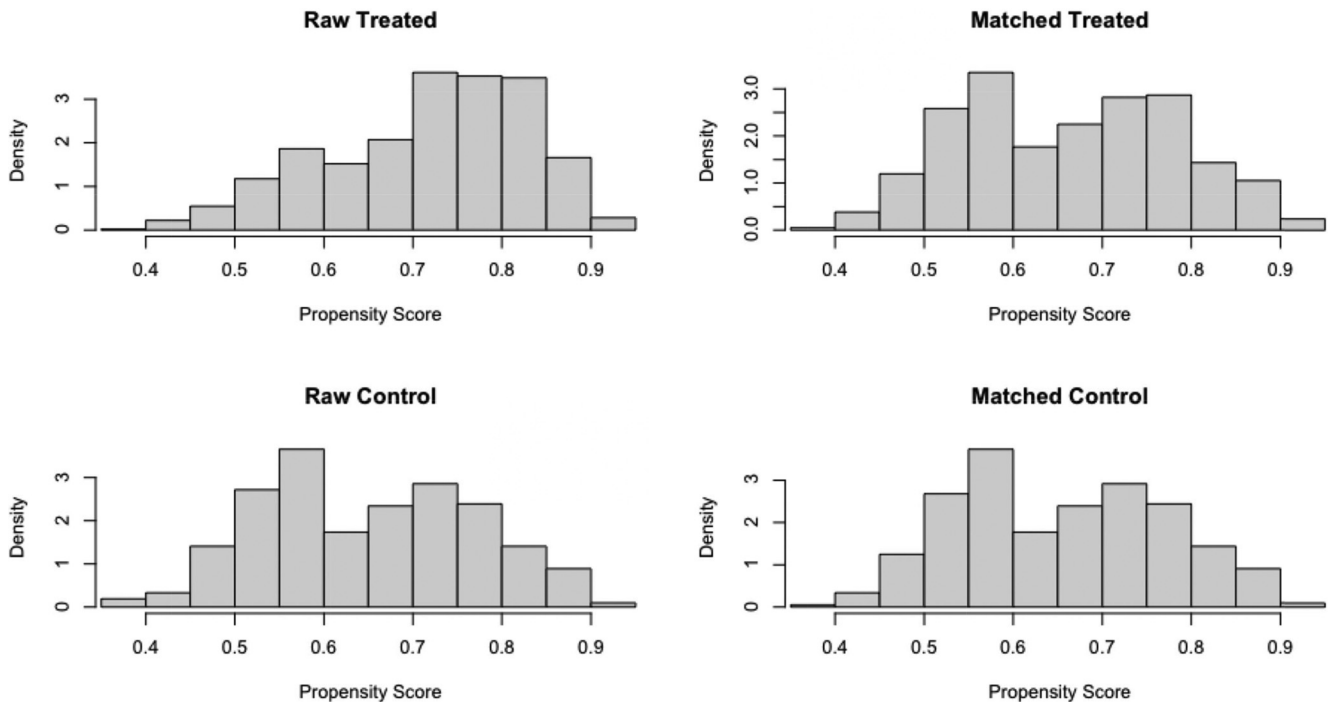 Raw Treated
Density
3
2
1
0
0.4 0.5 0.6 0.7 0.8 0.9
Propensity Score
Matched Treated
Density
3.0
2.0
1.0
0.0
0.4 0.5 0.6 0.7 0.8 0.9
Propensity Score
Raw Control
Density
3
2
1
0
0.4 0.5 0.6 0.7 0.8 0.9
Propensity Score
Matched Control
Density
3
2
1
0
0.4 0.5 0.6 0.7 0.8 0.9
Propensity Score